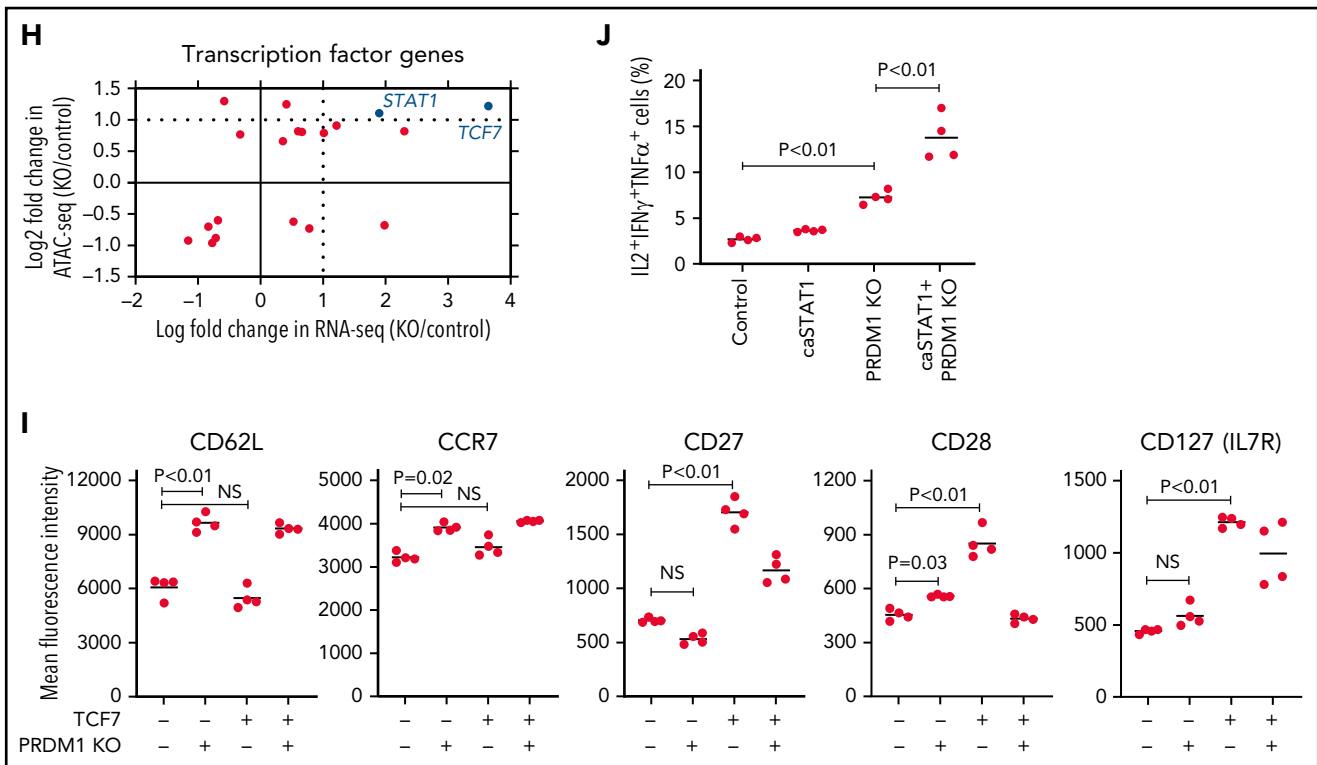 H
Transcription factor genes
Log2 fold change in
ATAC-seq (KO/control)
1.5
1.0
0.5
0.0
−0.5
−1.0
−1.5
STAT1
TCF7
−2 −1 0 1 2 3 4
Log fold change in RNA-seq (KO/control)
J
IL2+IFNγ+TNFα+ cells (%)
20
15
10
5
0
P<0.01
P<0.01
Control
caSTAT1
PRDM1 KO
caSTAT1+
PRDM1 KO
I
Mean fluorescence intensity
CD62L
12000
9000
6000
3000
0
P<0.01
NS
CCR7
5000
4000
3000
2000
1000
0
P=0.02
NS
CD27
2000
1500
1000
500
0
P<0.01
NS
CD28
1200
900
600
300
0
P<0.01
P=0.03
CD127 (IL7R)
1500
1000
500
0
P<0.01
NS
TCF7 − − + + − − + + − − + + − − + + − − + +
PRDM1 KO − + − + − + − + − + − + − + − + − + − +